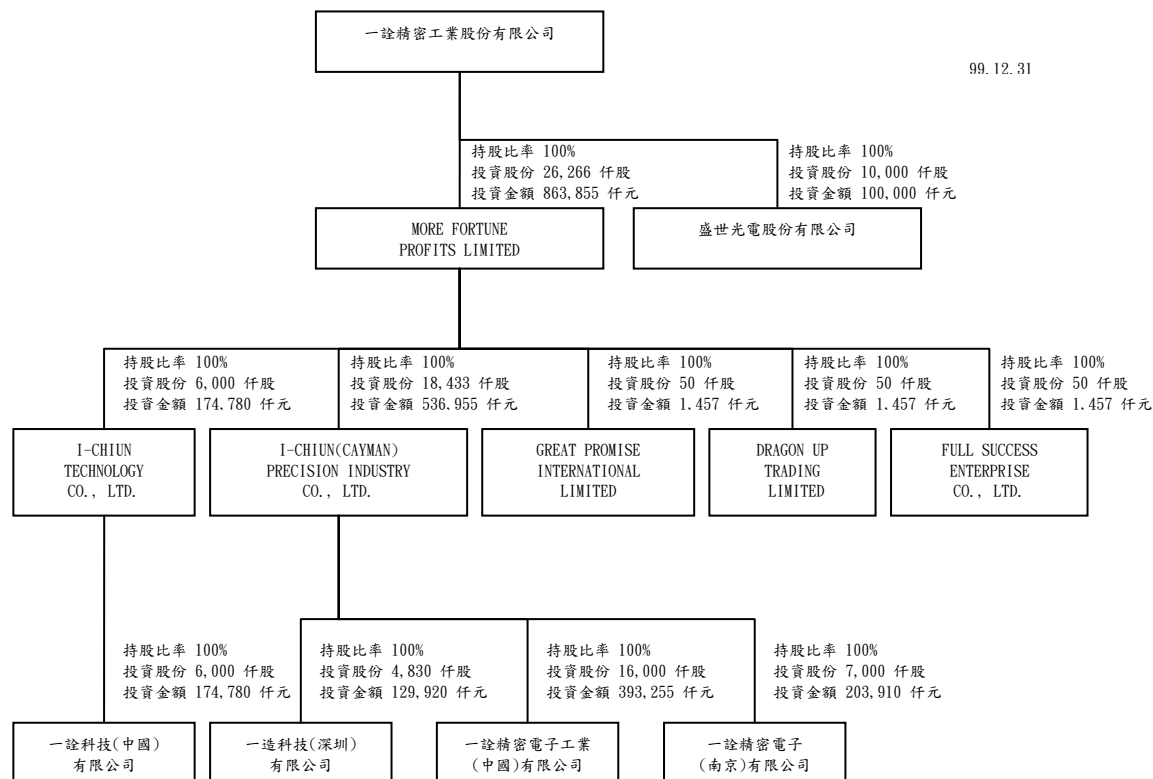 一詮精密工業股份有限公司
99.12.31
持股比率 100%
投資股份 26,266 仟股
投資金額 863,855 仟元
持股比率 100%
投資股份 10,000 仟股
投資金額 100,000 仟元
MORE FORTUNE
PROFITS LIMITED
盛世光電股份有限公司
持股比率 100%
投資股份 6,000 仟股
投資金額 174,780 仟元
持股比率 100%
投資股份 18,433 仟股
投資金額 536,955 仟元
持股比率 100%
投資股份 50 仟股
投資金額 1,457 仟元
持股比率 100%
投資股份 50 仟股
投資金額 1,457 仟元
持股比率 100%
投資股份 50 仟股
投資金額 1,457 仟元
I-CHIUN
TECHNOLOGY
CO., LTD.
I-CHIUN(CAYMAN)
PRECISION INDUSTRY
CO., LTD.
GREAT PROMISE
INTERNATIONAL
LIMITED
DRAGON UP
TRADING
LIMITED
FULL SUCCESS
ENTERPRISE
CO., LTD.
持股比率 100%
投資股份 6,000 仟股
投資金額 174,780 仟元
持股比率 100%
投資股份 4,830 仟股
投資金額 129,920 仟元
持股比率 100%
投資股份 16,000 仟股
投資金額 393,255 仟元
持股比率 100%
投資股份 7,000 仟股
投資金額 203,910 仟元
一詮科技(中國)
有限公司
一造科技(深圳)
有限公司
一詮精密電子工業
(中國)有限公司
一詮精密電子
(南京)有限公司